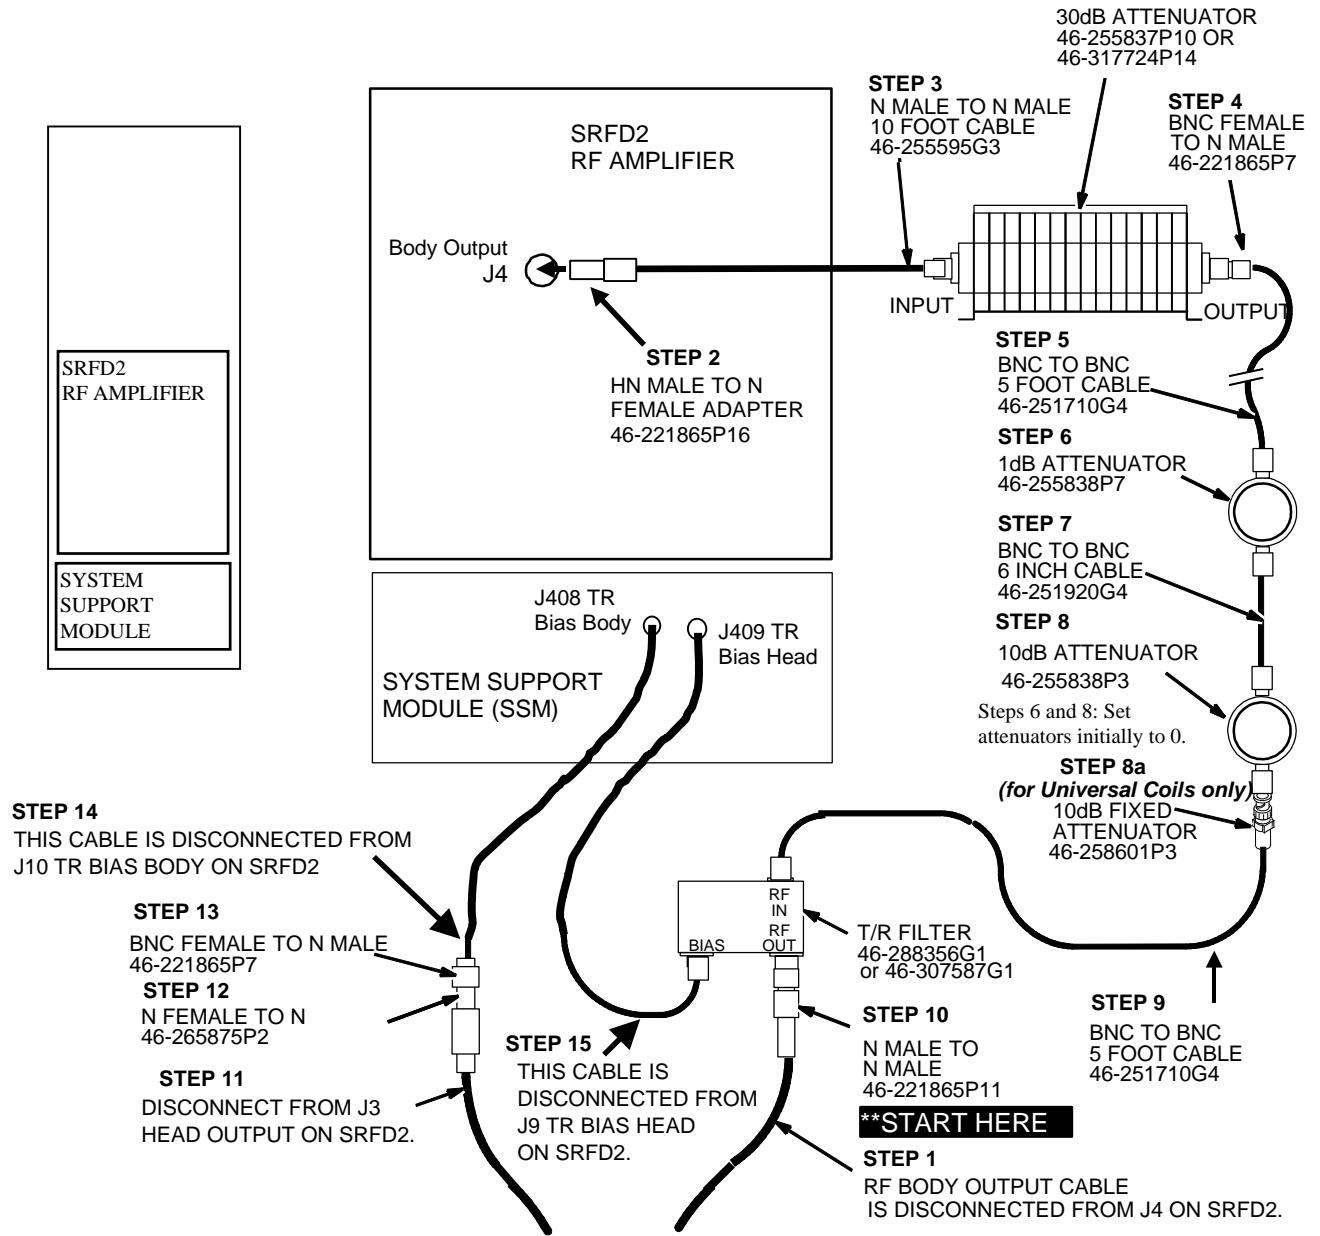 30dB ATTENUATOR
46-255837P10 OR
46-317724P14
STEP 3
N MALE TO N MALE
10 FOOT CABLE
46-255595G3
STEP 4
BNC FEMALE
TO N MALE
46-221865P7
SRFD2
RF AMPLIFIER
Body Output
J4
INPUT
OUTPUT
STEP 2
HN MALE TO N
FEMALE ADAPTER
46-221865P16
STEP 5
BNC TO BNC
5 FOOT CABLE
46-251710G4
SRFD2
RF AMPLIFIER
STEP 6
1dB ATTENUATOR
46-255838P7
STEP 7
BNC TO BNC
6 INCH CABLE
46-251920G4
SYSTEM
SUPPORT
MODULE
J408 TR
Bias Body
J409 TR
Bias Head
SYSTEM SUPPORT
MODULE (SSM)
STEP 8
10dB ATTENUATOR
46-255838P3
Steps 6 and 8: Set
attenuators initially to 0.
STEP 8a
(for Universal Coils only)
10dB FIXED
ATTENUATOR
46-258601P3
STEP 14
THIS CABLE IS DISCONNECTED FROM
J10 TR BIAS BODY ON SRFD2
RF
IN
RF
OUT
BIAS
T/R FILTER
46-288356G1
or 46-307587G1
STEP 13
BNC FEMALE TO N MALE
46-221865P7
STEP 12
N FEMALE TO N
46-265875P2
STEP 11
DISCONNECT FROM J3
HEAD OUTPUT ON SRFD2.
STEP 15
THIS CABLE IS
DISCONNECTED FROM
J9 TR BIAS HEAD
ON SRFD2.
STEP 10
N MALE TO
N MALE
46-221865P11
STEP 9
BNC TO BNC
5 FOOT CABLE
46-251710G4
**START HERE
STEP 1
RF BODY OUTPUT CABLE
IS DISCONNECTED FROM J4 ON SRFD2.